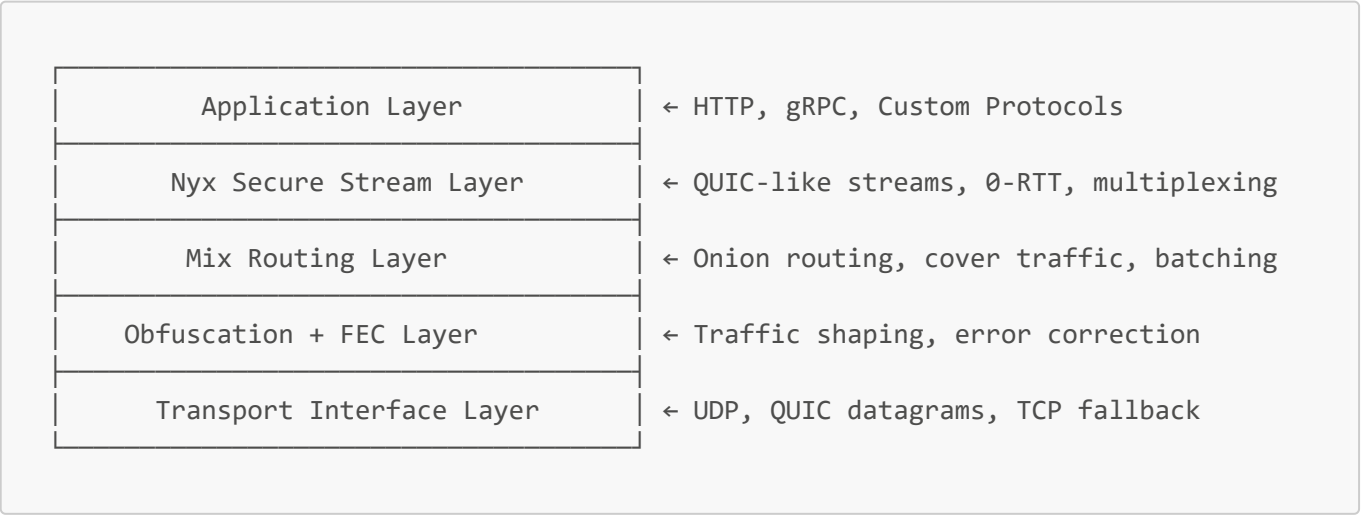 Application Layer ← HTTP, gRPC, Custom Protocols
Nyx Secure Stream Layer ← QUIC-like streams, 0-RTT, multiplexing
Mix Routing Layer ← Onion routing, cover traffic, batching
Obfuscation + FEC Layer ← Traffic shaping, error correction
Transport Interface Layer ← UDP, QUIC datagrams, TCP fallback